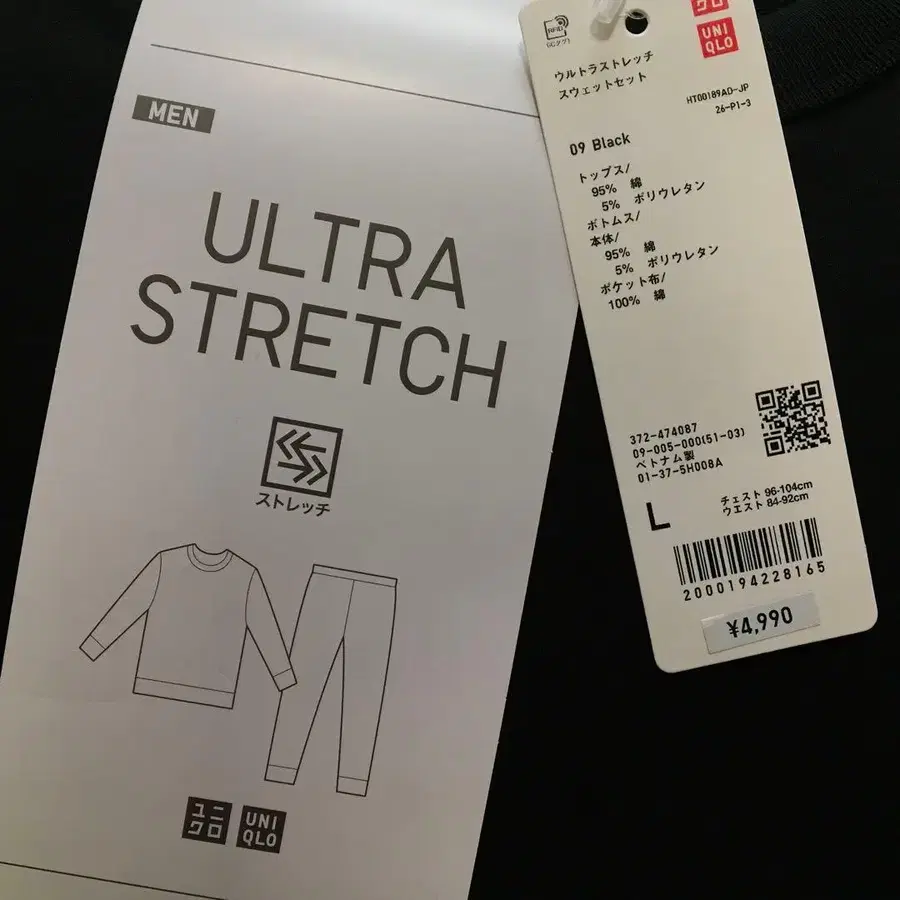 MEN
ULTRA
STRETCH
ストレッチ
ユニ
クロ
UNI
QLO
RFID
クロ
UNI
QLO
ウルトラストレッチ
スウェットセット
HT00189AD-JP
26-P1-3
09 Black
トップス/
95% 綿
5% ポリウレタン
ボトムス/
本体/
95% 綿
5% ポリウレタン
ポケット布/
100% 綿
372-474087
09-005-000(51-03)
ベトナム製
01-37-5H008A
L
チェスト 96-104cm
ウエスト 84-92cm
2000194228165
¥4,990